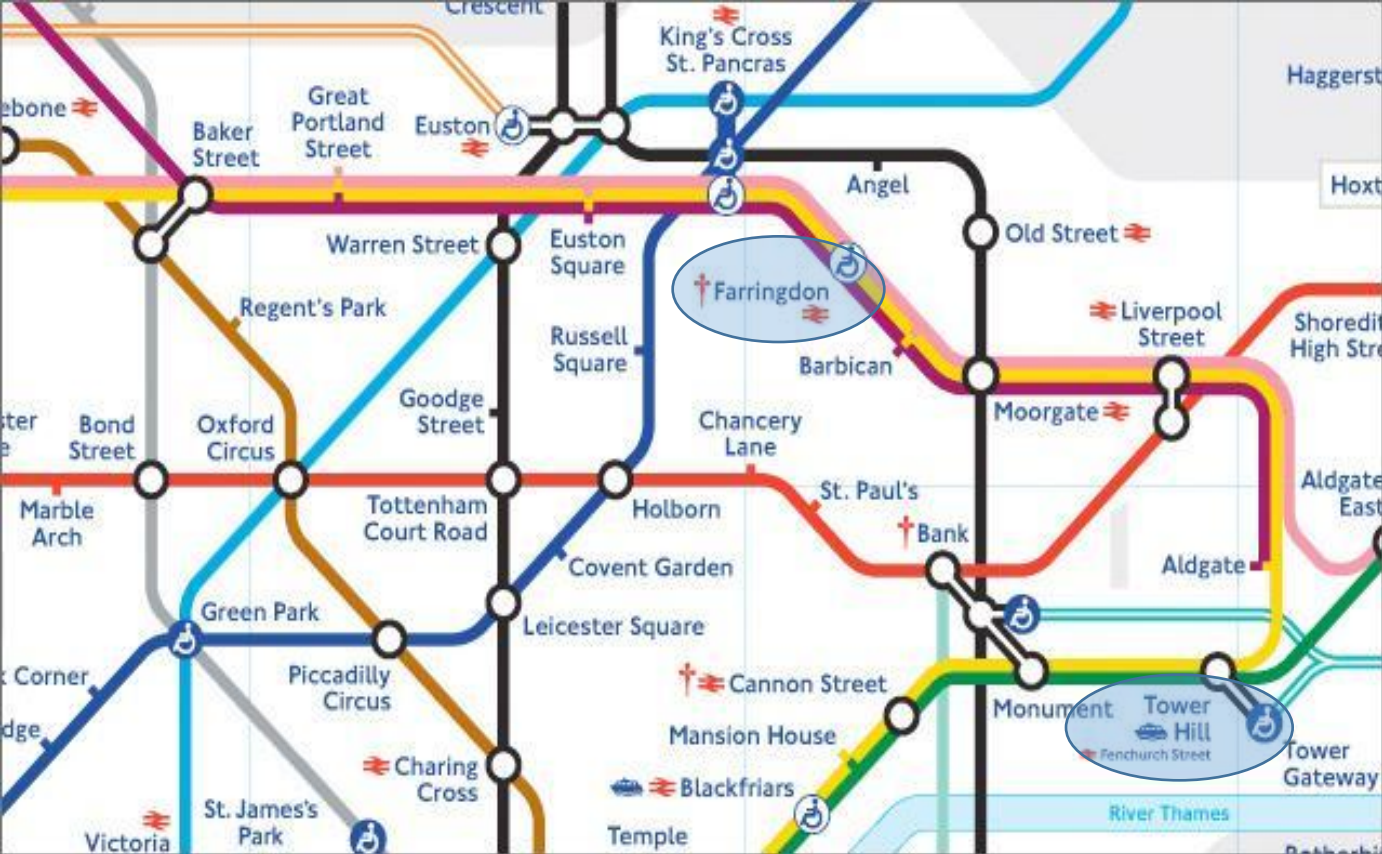 Crescent
King's Cross
St. Pancras
Haggerst
ebone
Great
Portland
Street
Baker
Street
Euston
Angel
Hoxt
Warren Street
Euston
Square
Old Street
†Farringdon
Regent's Park
Liverpool
Street
Shoredit
High Stre
Russell
Square
Barbican
Goodge
Street
Moorgate
ster
e
Bond
Street
Oxford
Circus
Chancery
Lane
Marble
Arch
Tottenham
Court Road
Holborn
St. Paul's
Aldgate
East
†Bank
Covent Garden
Aldgate
Green Park
Leicester Square
k Corner
Piccadilly
Circus
†Cannon Street
Monument
Tower
Hill
Fenchurch Street
dge
Mansion House
Tower
Gateway
Charing
Cross
Blackfriars
St. James's
Park
River Thames
Victoria
Temple